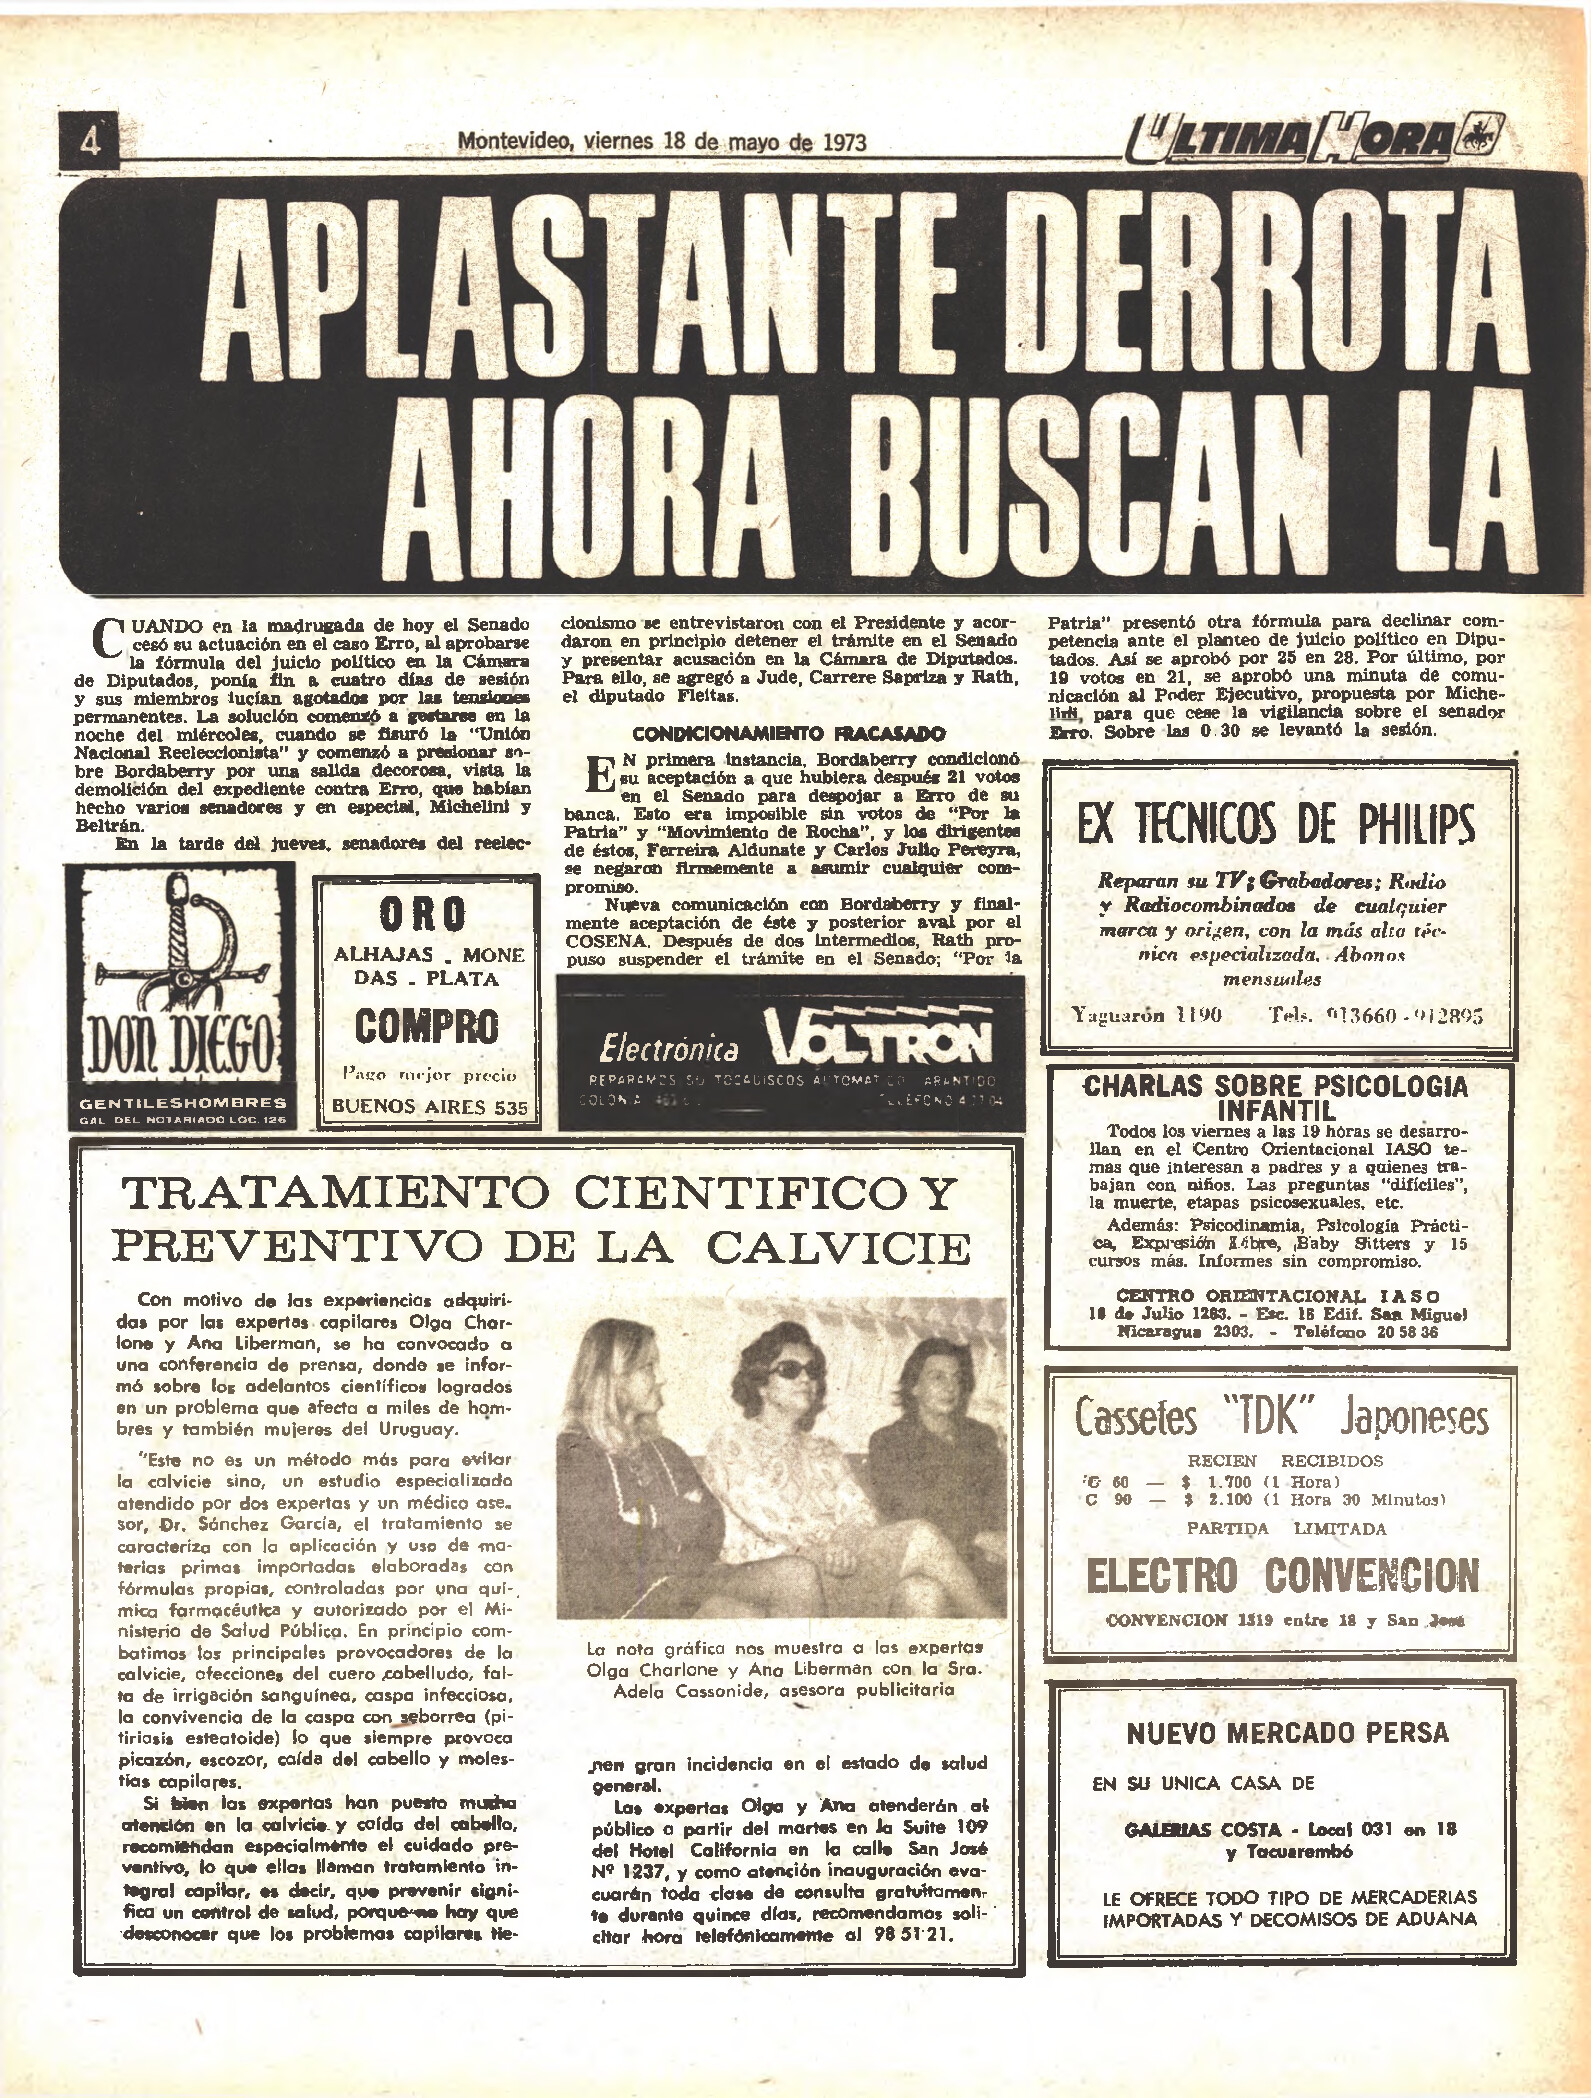 4
Montevideo, viernes 18 de mayo de 1973
ULTIMA HORA
APLASTANTE DERROTA
AHORA BUSCAN LA
CUANDO en la madrugada de hoy el Senado
cesó su actuación en el caso Erro, al aprobarse
la fórmula del juicio político en la Cámara
de Diputados, ponía fin a cuatro días de sesión
y sus miembros lucían agotados por las tensiones
permanentes. La solución comenzó a gestarse en la
noche del miércoles, cuando se fisuró la "Unión
Nacional Reeleccionista" y comenzó a presionar so-
bre Bordaberry por una salida decorosa, vista la
demolición del expediente contra Erro, que habían
hecho varios senadores y en especial, Michelini y
Beltrán.
En la tarde del jueves, senadores del reelec-
cionismo se entrevistaron con el Presidente y acor-
daron en principio detener el trámite en el Senado
y presentar acusación en la Cámara de Diputados.
Para ello, se agregó a Jude, Carrere Sapriza y Rath,
el diputado Fleitas.
CONDICIONAMIENTO FRACASADO
EN primera instancia, Bordaberry condicionó
su aceptación a que hubiera después 21 votos
en el Senado para despojar a Erro de su
banca. Esto era imposible sin votos de "Por la
Patria" y "Movimiento de Rocha", y los dirigentes
de éstos, Ferreira Aldunate y Carlos Julio Pereyra,
se negaron firmemente a asumir cualquier com-
promiso.
Nueva comunicación con Bordaberry y final-
mente aceptación de éste y posterior aval por el
COSENA. Después de dos intermedios, Rath pro-
puso suspender el trámite en el Senado; "Por la
Patria" presentó otra fórmula para declinar com-
petencia ante el planteo de juicio político en Dipu-
tados. Así se aprobó por 25 en 28. Por último, por
19 votos en 21, se aprobó una minuta de comu-
nicación al Poder Ejecutivo, propuesta por Miche-
lini, para que cese la vigilancia sobre el senador
Erro. Sobre las 0.30 se levantó la sesión.
DON DIEGO
GENTILESHOMBRES
GAL DEL NOTARIADO LOC. 126
ORO
ALHAJAS - MONE
DAS - PLATA
COMPRO
Pago mejor precio
BUENOS AIRES 535
Electrónica VOLTRON
REPARAMOS SU TOCADISCOS AUTOMATICO
COLONIA
TELEFONO
EX TECNICOS DE PHILIPS
Reparan su TV; Grabadores; Radio
y Radiocombinados de cualquier
marca y origen, con la más alta téc-
nica especializada. Abonos
mensuales
Yaguarón 1190 Tels. 913660 - 912895
CHARLAS SOBRE PSICOLOGIA
INFANTIL
Todos los viernes a las 19 hóras se desarro-
llan en el Centro Orientacional IASO te-
mas que interesan a padres y a quienes tra-
bajan con niños. Las preguntas "difíciles",
la muerte, etapas psicosexuales, etc.
Además: Psicodinamia, Psicología Prácti-
ca, Expresión Libre, Baby Sitters y 15
cursos más. Informes sin compromiso.
CENTRO ORIENTACIONAL IASO
18 de Julio 1263. - Esc. 16 Edif. San Miguel
Nicaragua 2303. - Teléfono 20 58 36
Cassetes "TDK" Japoneses
RECIEN RECIBIDOS
C 60 — $ 1.700 (1 Hora)
C 90 — $ 2.100 (1 Hora 30 Minutos)
PARTIDA LIMITADA
ELECTRO CONVENCION
CONVENCION 1319 entre 18 y San José
NUEVO MERCADO PERSA
EN SU UNICA CASA DE
GALERIAS COSTA - Local 031 en 18
y Tacuarembó
LE OFRECE TODO TIPO DE MERCADERIAS
IMPORTADAS Y DECOMISOS DE ADUANA
TRATAMIENTO CIENTIFICO Y
PREVENTIVO DE LA CALVICIE
Con motivo de las experiencias adquiri-
das por las expertas capilares Olga Char-
lone y Ana Liberman, se ha convocado a
una conferencia de prensa, donde se infor-
mó sobre los adelantos científicos logrados
en un problema que afecta a miles de hom-
bres y también mujeres del Uruguay.
"Este no es un método más para evitar
la calvicie sino, un estudio especializado
atendido por dos expertas y un médico ase-
sor, Dr. Sánchez García, el tratamiento se
caracteriza con la aplicación y uso de ma-
terias primas importadas elaboradas con
fórmulas propias, controladas por una quí-
mica farmacéutica y autorizado por el Mi-
nisterio de Salud Pública. En principio com-
batimos los principales provocadores de la
calvicie, afecciones del cuero cabelludo, fal-
ta de irrigación sanguínea, caspa infecciosa,
la convivencia de la caspa con seborrea (pi-
tiriasis esteatoide) lo que siempre provoca
picazón, escozor, caída del cabello y moles-
tias capilares.
Si bien las expertas han puesto mucha
atención en la calvicie y caída del cabello,
recomiendan especialmente el cuidado pre-
ventivo, lo que ellas llaman tratamiento in-
tegral capilar, es decir, que prevenir signi-
fica un control de salud, porque no hay que
desconocer que los problemas capilares tie-
La nota gráfica nos muestra a las expertas
Olga Charlone y Ana Liberman con la Sra.
Adela Cassonide, asesora publicitaria
nen gran incidencia en el estado de salud
general.
Las expertas Olga y Ana atenderán al
público a partir del martes en la Suite 109
del Hotel California en la calle San José
Nº 1237, y como atención inauguración eva-
cuarán toda clase de consulta gratuitamen-
te durante quince días, recomendamos soli-
citar hora telefónicamente al 98 51 21.